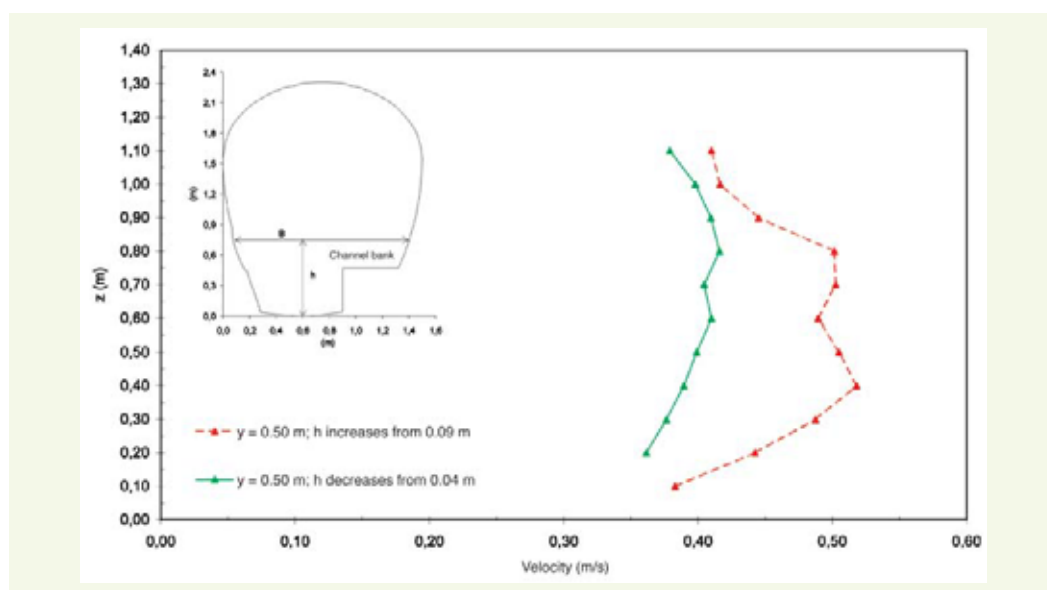 1,40
1,30
1,20
1,10
1,00
0,90
0,80
0,70
0,60
0,50
0,40
0,30
0,20
0,10
0,00
z (m)
0,00 0,10 0,20 0,30 0,40 0,50 0,60
Velocity (m/s)
2,4
2,1
1,8
1,5
1,2
0,9
0,6
0,3
0,0
(m)
B
Channel bank
h
0,0 0,2 0,4 0,6 0,8 1,0 1,2 1,4 1,6
(m)
y = 0.50 m; h increases from 0.09 m
y = 0.50 m; h decreases from 0.04 m